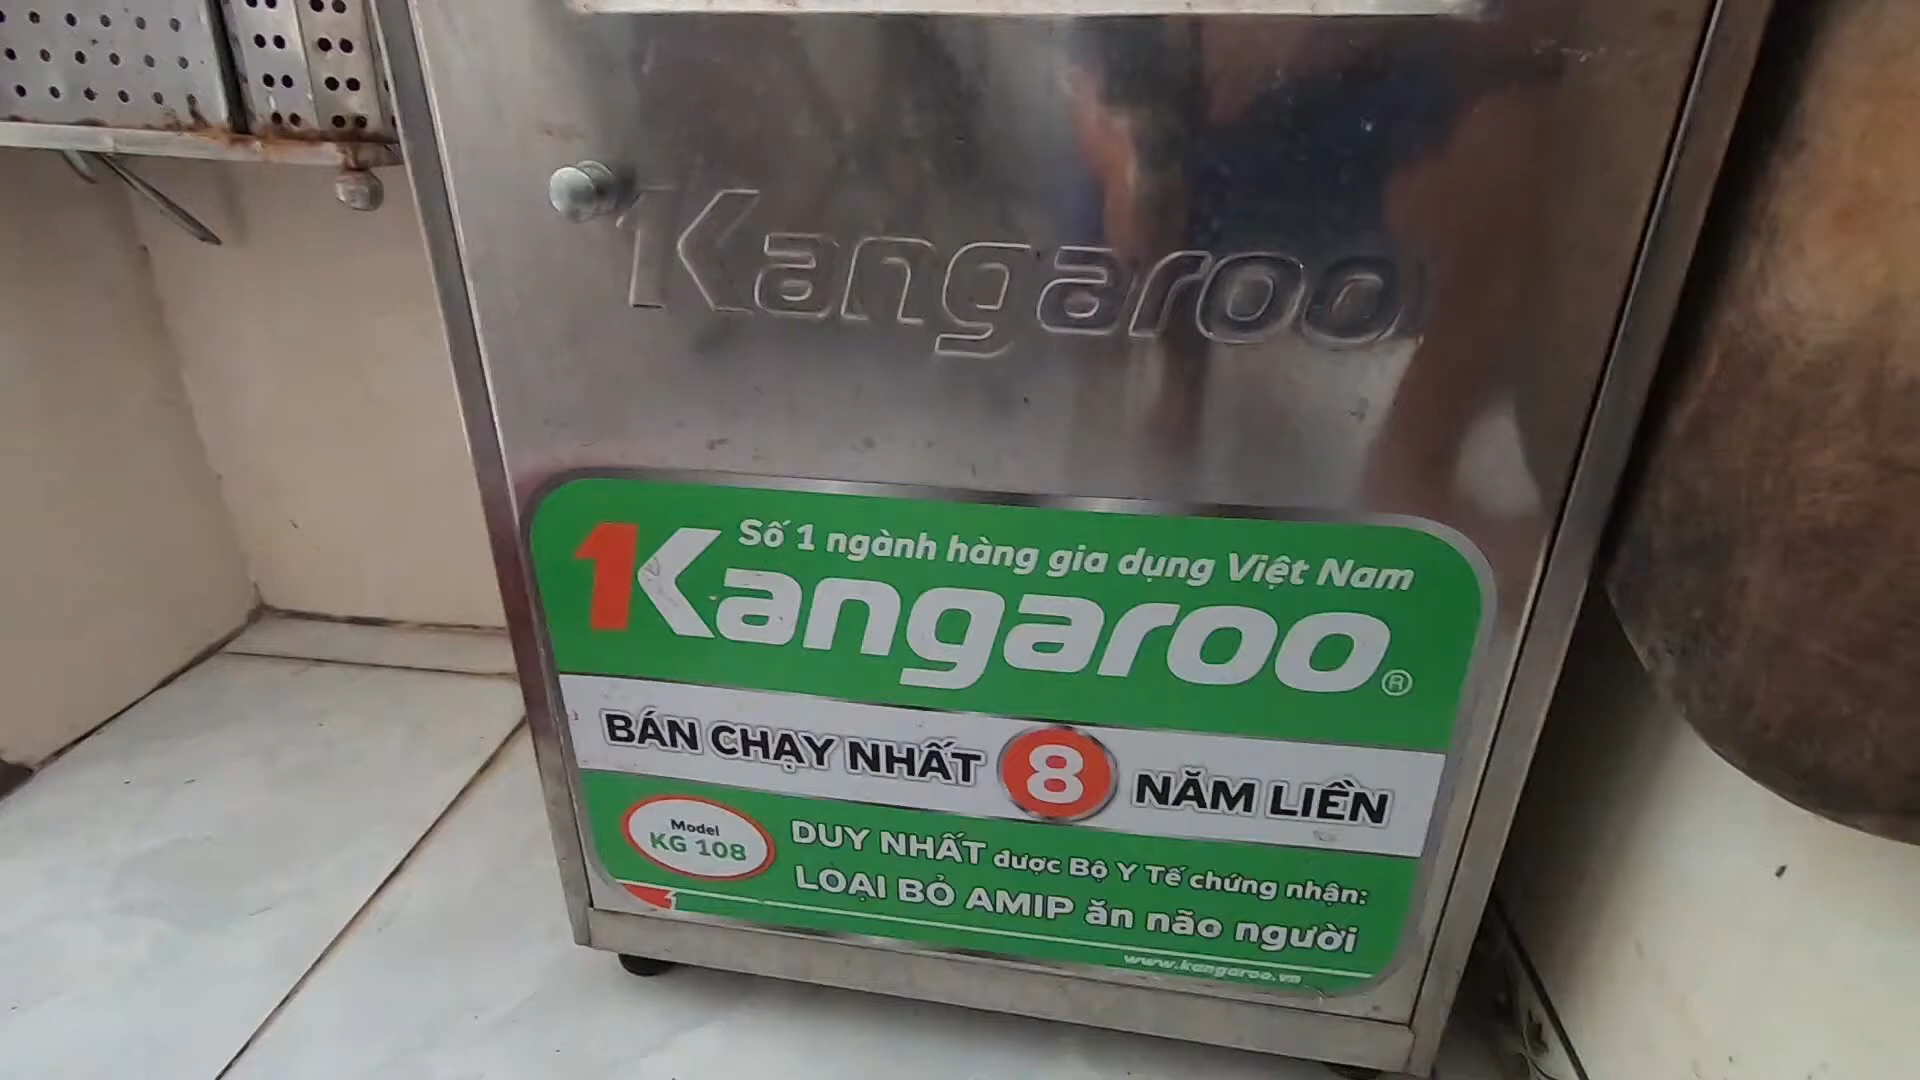 Kangaroo
Số 1 ngành hàng gia dụng Việt Nam
1Kangaroo®
BÁN CHẠY NHẤT 8 NĂM LIỀN
Model
KG 108
DUY NHẤT được Bộ Y Tế chứng nhận:
LOẠI BỎ AMIP ăn não người
www.kangaroo.vn